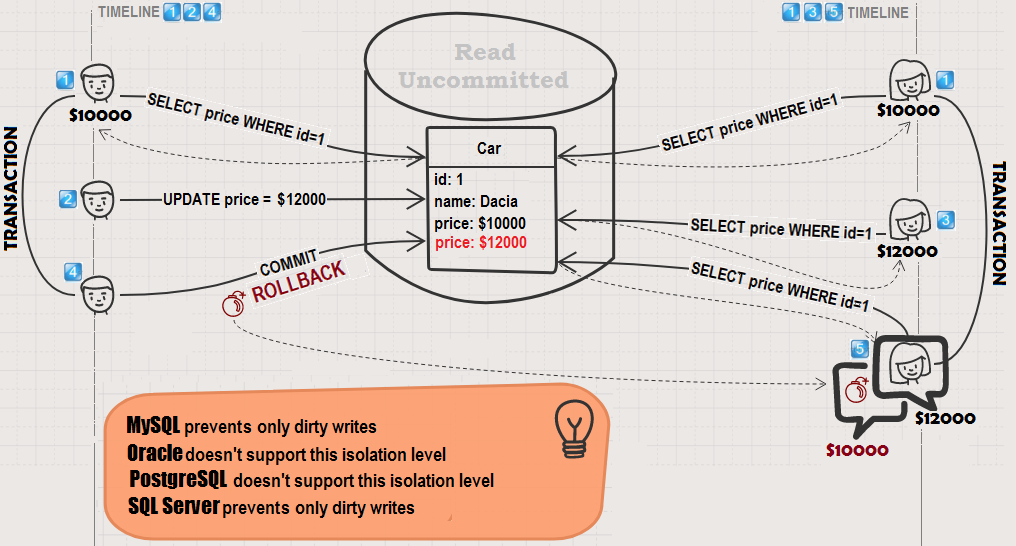 TIMELINE 1 2 4
1 3 5 TIMELINE
Read
Uncommitted
1
$10000
SELECT price WHERE id=1
SELECT price WHERE id=1
1
$10000
TRANSACTION
TRANSACTION
Car
id: 1
name: Dacia
price: $10000
price: $12000
2
UPDATE price = $12000
SELECT price WHERE id=1
3
$12000
4
COMMIT
ROLLBACK
SELECT price WHERE id=1
5
$12000
$10000
MySQL prevents only dirty writes
Oracle doesn't support this isolation level
PostgreSQL doesn't support this isolation level
SQL Server prevents only dirty writes